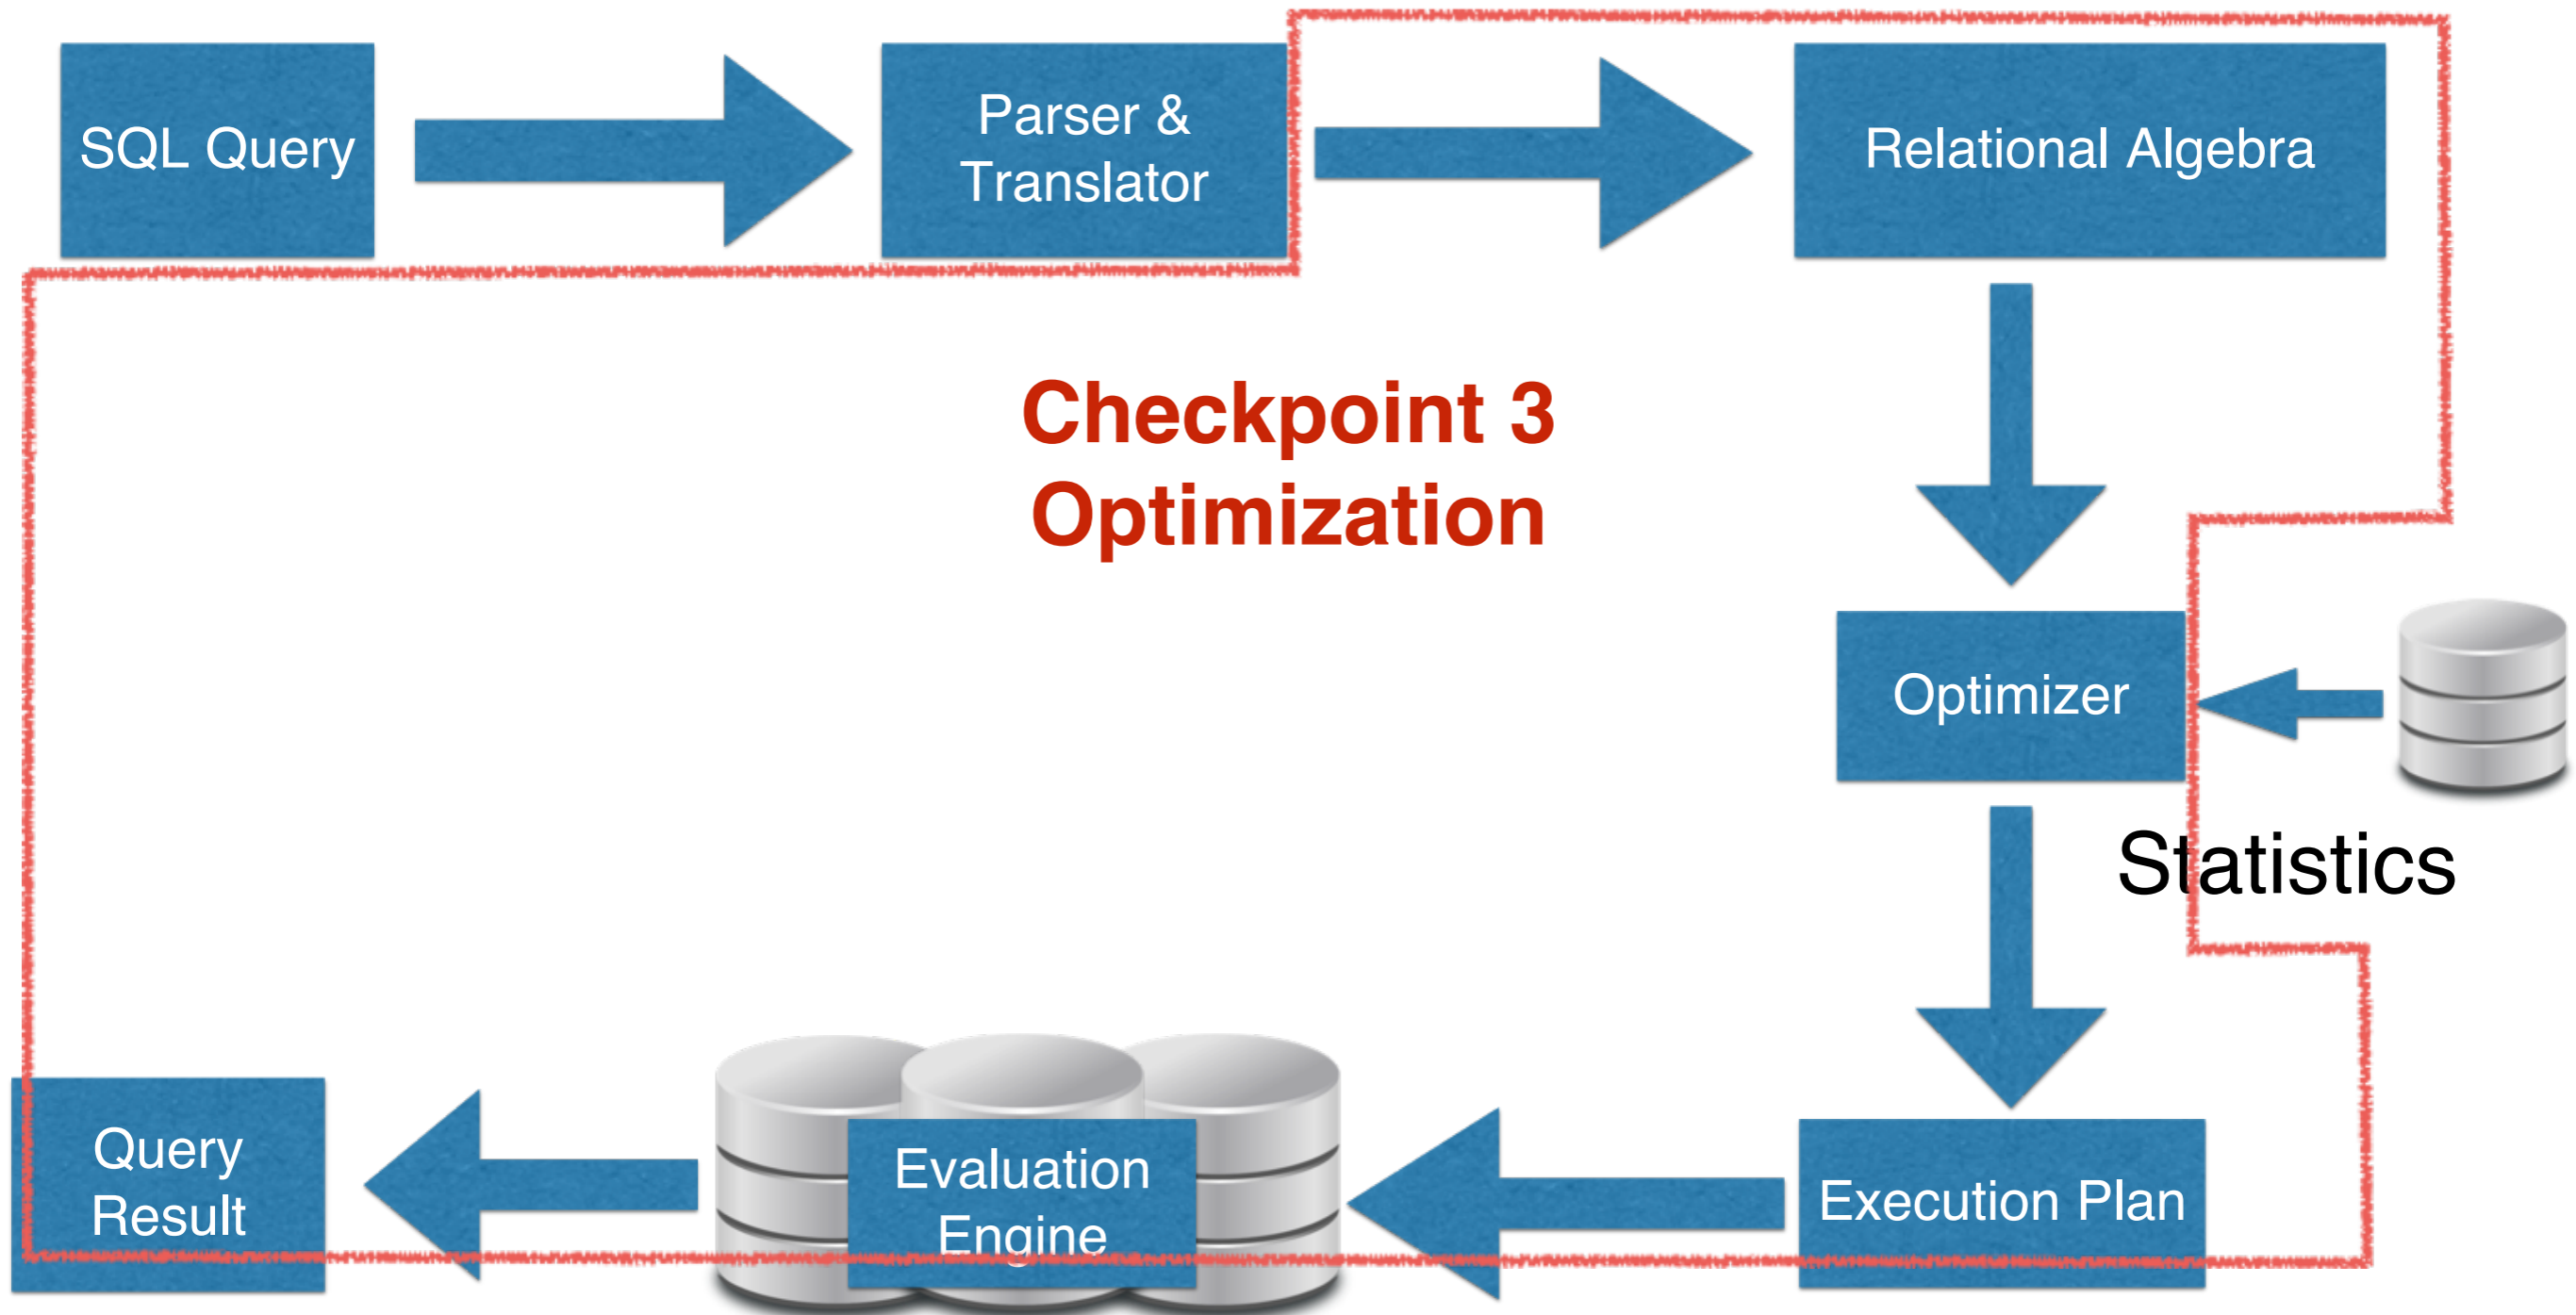 SQL Query
Parser &
Translator
Relational Algebra
Checkpoint 3
Optimization
Optimizer
Statistics
Query
Result
Evaluation
Engine
Execution Plan